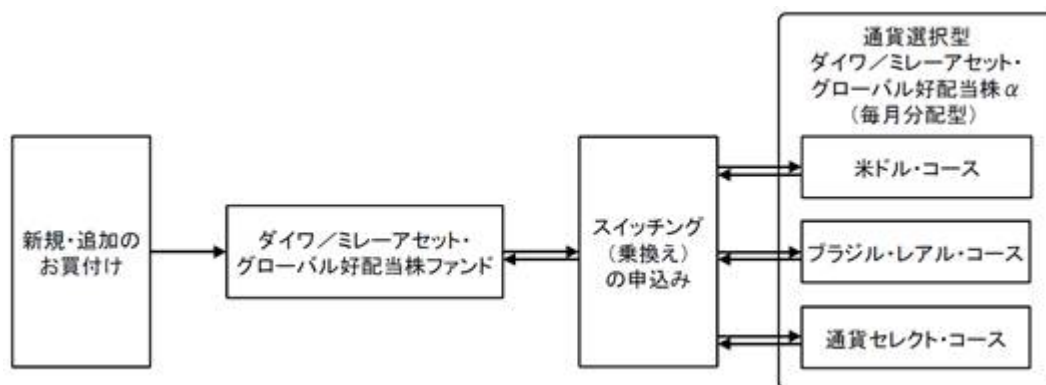 新規・追加の
お買付け
ダイワ／ミレーアセット・
グローバル好配当株ファンド
スイッチング
（乗換え）
の申込み
通貨選択型
ダイワ／ミレーアセット・
グローバル好配当株α
（毎月分配型）
米ドル・コース
ブラジル・レアル・コース
通貨セレクト・コース